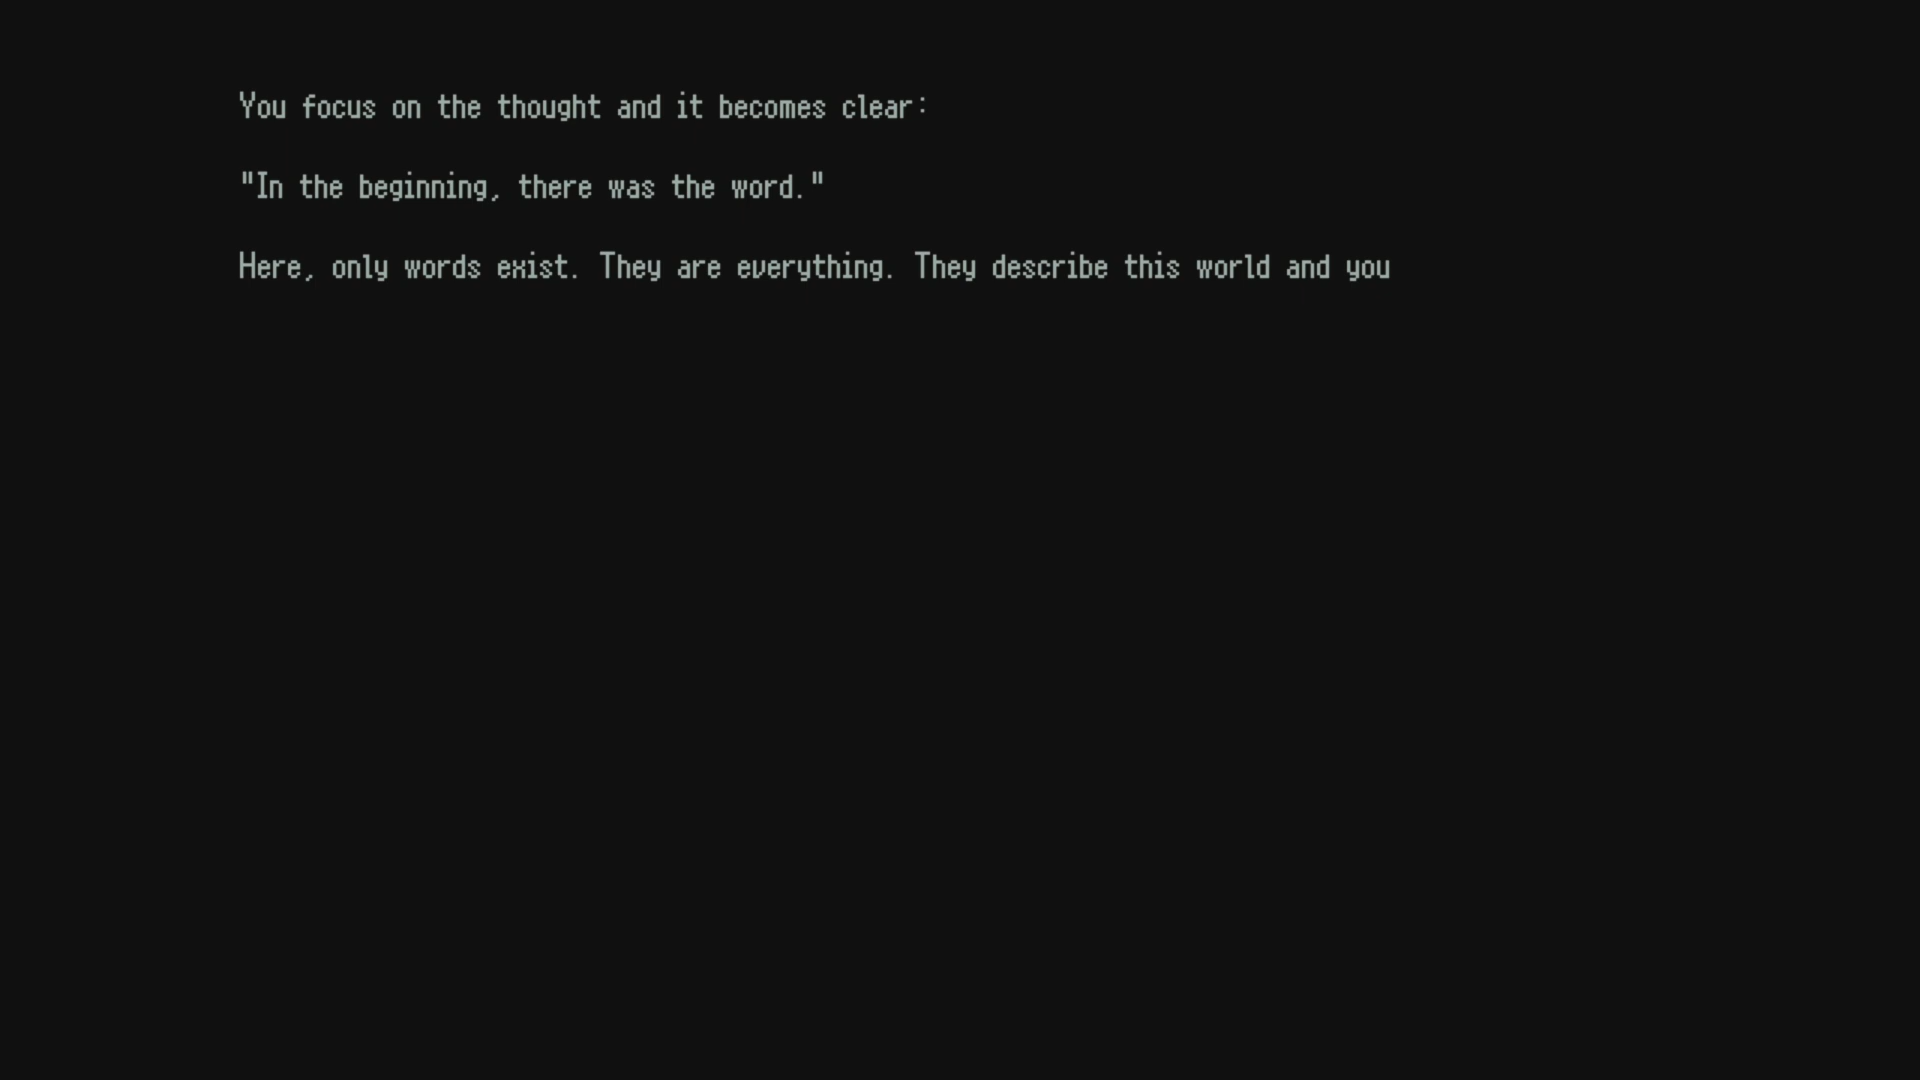 You focus on the thought and it becomes clear:
"In the beginning, there was the word."
Here, only words exist. They are everything. They describe this world and you